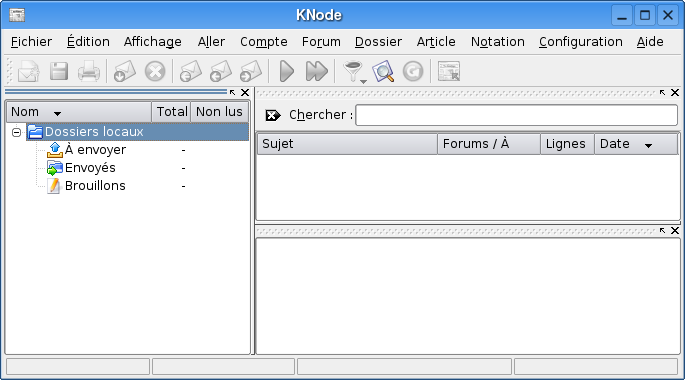 KNode
Fichier Édition Affichage Aller Compte Forum Dossier Article Notation Configuration Aide
Nom Total Non lus
Dossiers locaux
À envoyer -
Envoyés -
Brouillons -
Chercher :
Sujet Forums / À Lignes Date